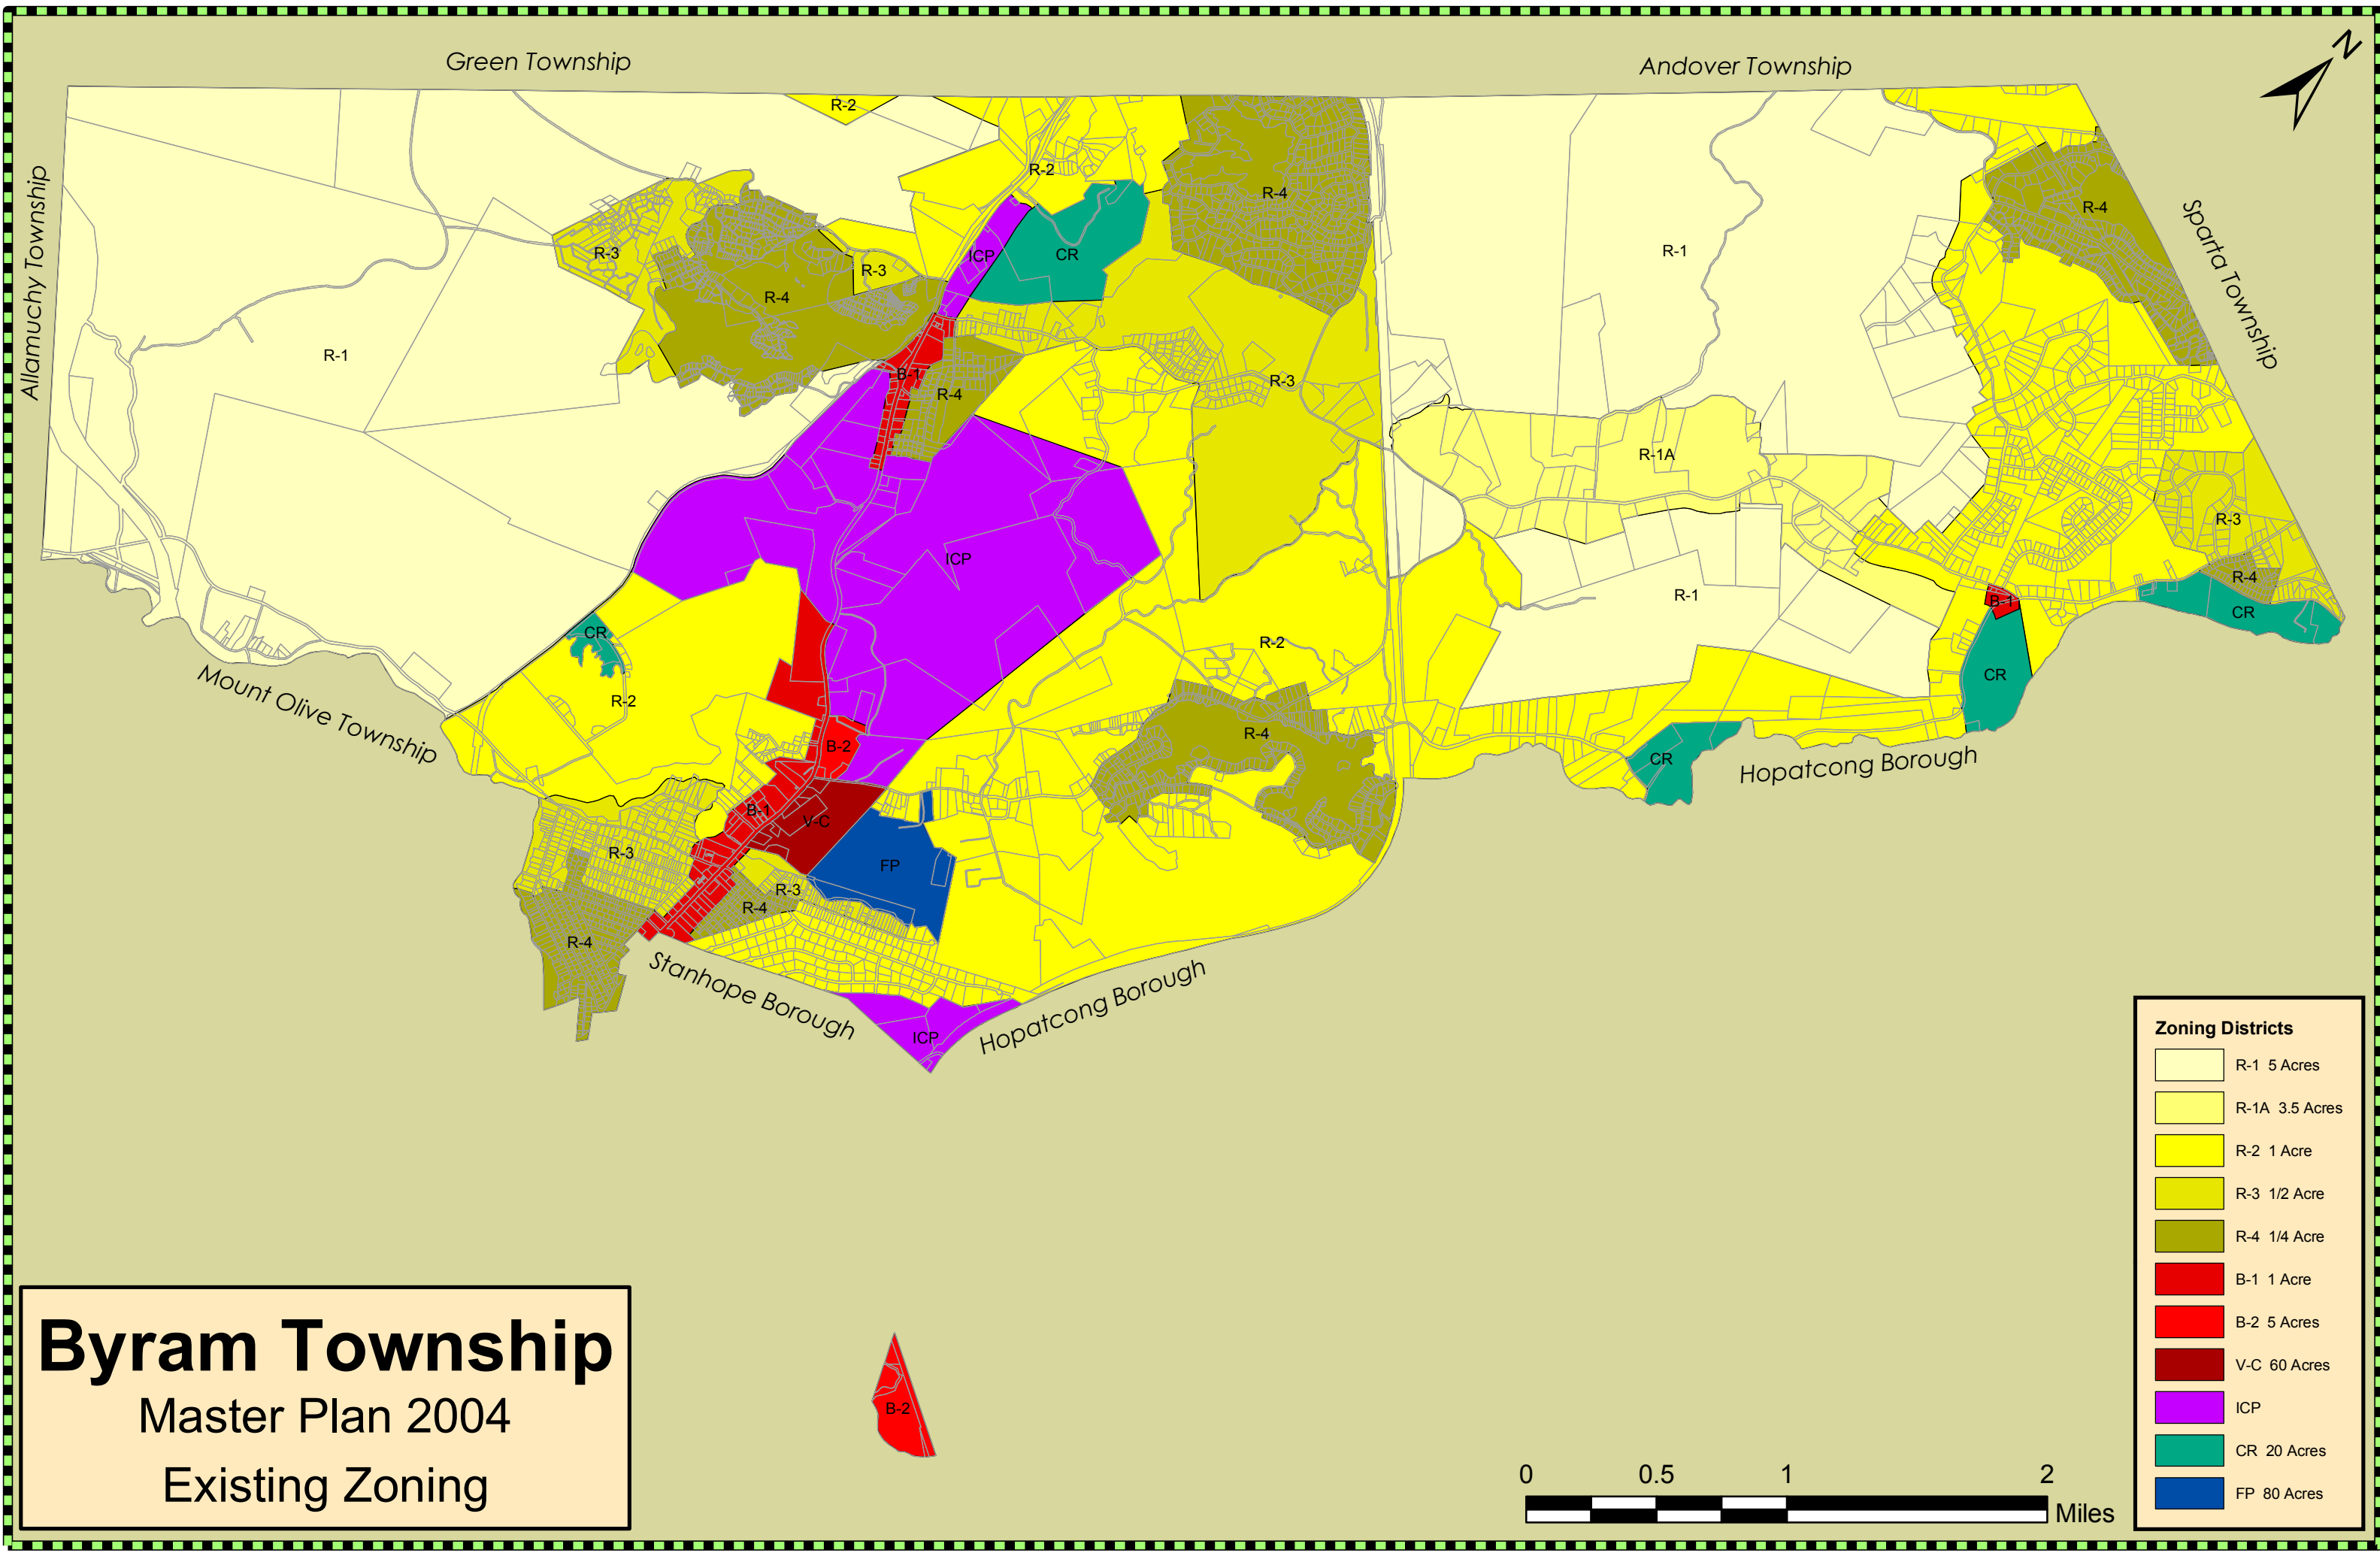 Green Township
Andover Township
N
Allamuchy Township
Sparta Township
Mount Olive Township
Stanhope Borough
Hopatcong Borough
Hopatcong Borough
R-2
R-2
R-4
R-4
R-3
R-3
R-4
ICP
CR
R-1
R-1
B-1
R-4
R-3
R-1A
R-3
ICP
R-4
R-1
B-1
CR
CR
R-2
R-2
CR
R-4
B-2
CR
B-1
V-C
R-3
FP
R-3
R-4
R-4
ICP
B-2
Zoning Districts
R-1 5 Acres
R-1A 3.5 Acres
R-2 1 Acre
R-3 1/2 Acre
R-4 1/4 Acre
B-1 1 Acre
B-2 5 Acres
V-C 60 Acres
ICP
CR 20 Acres
FP 80 Acres
Byram Township
Master Plan 2004
Existing Zoning
0 0.5 1 2
Miles